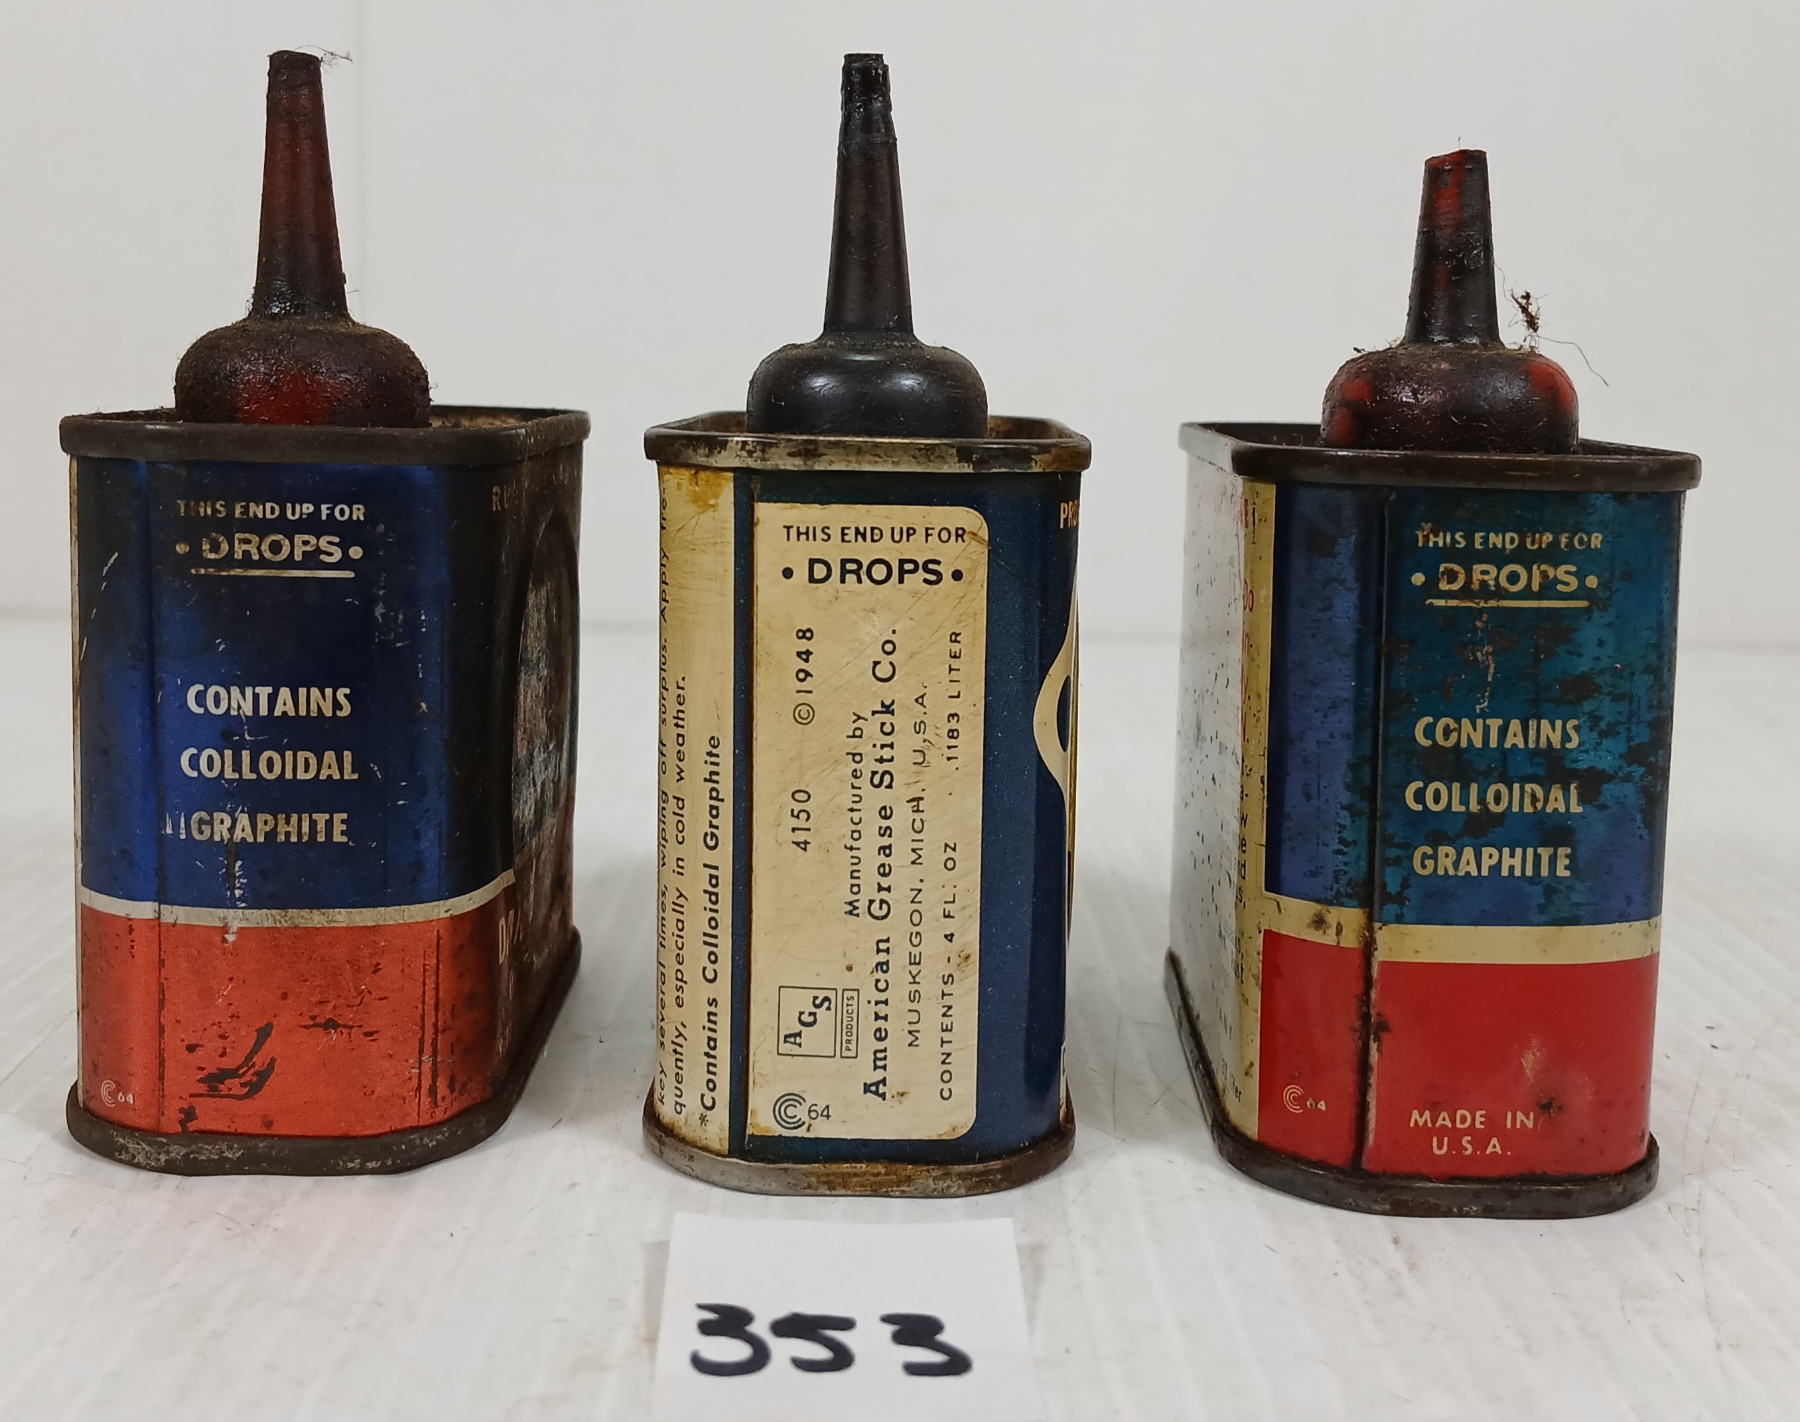 THIS END UP FOR
• DROPS •
CONTAINS
COLLOIDAL
GRAPHITE
C 64
THIS END UP FOR
• DROPS •
key several times, wiping off surplus. Apply fre-
quently, especially in cold weather.
*Contains Colloidal Graphite
4150 ©1948
Manufactured by
American Grease Stick Co.
MUSKEGON, MICH., U.S.A.
CONTENTS - 4 FL. OZ .1183 LITER
AGS
PRODUCTS
C 64
THIS END UP FOR
• DROPS •
CONTAINS
COLLOIDAL
GRAPHITE
C 64
MADE IN
U.S.A.
353